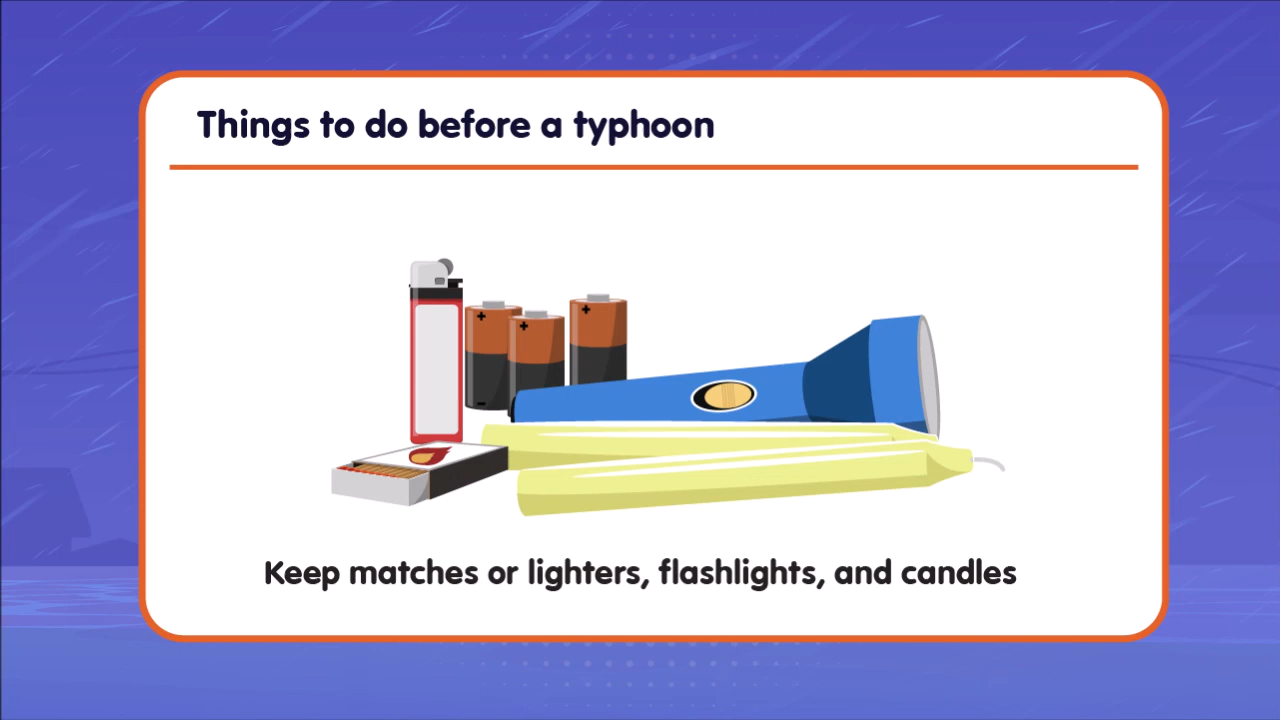 Things to do before a typhoon
Keep matches or lighters, flashlights, and candles